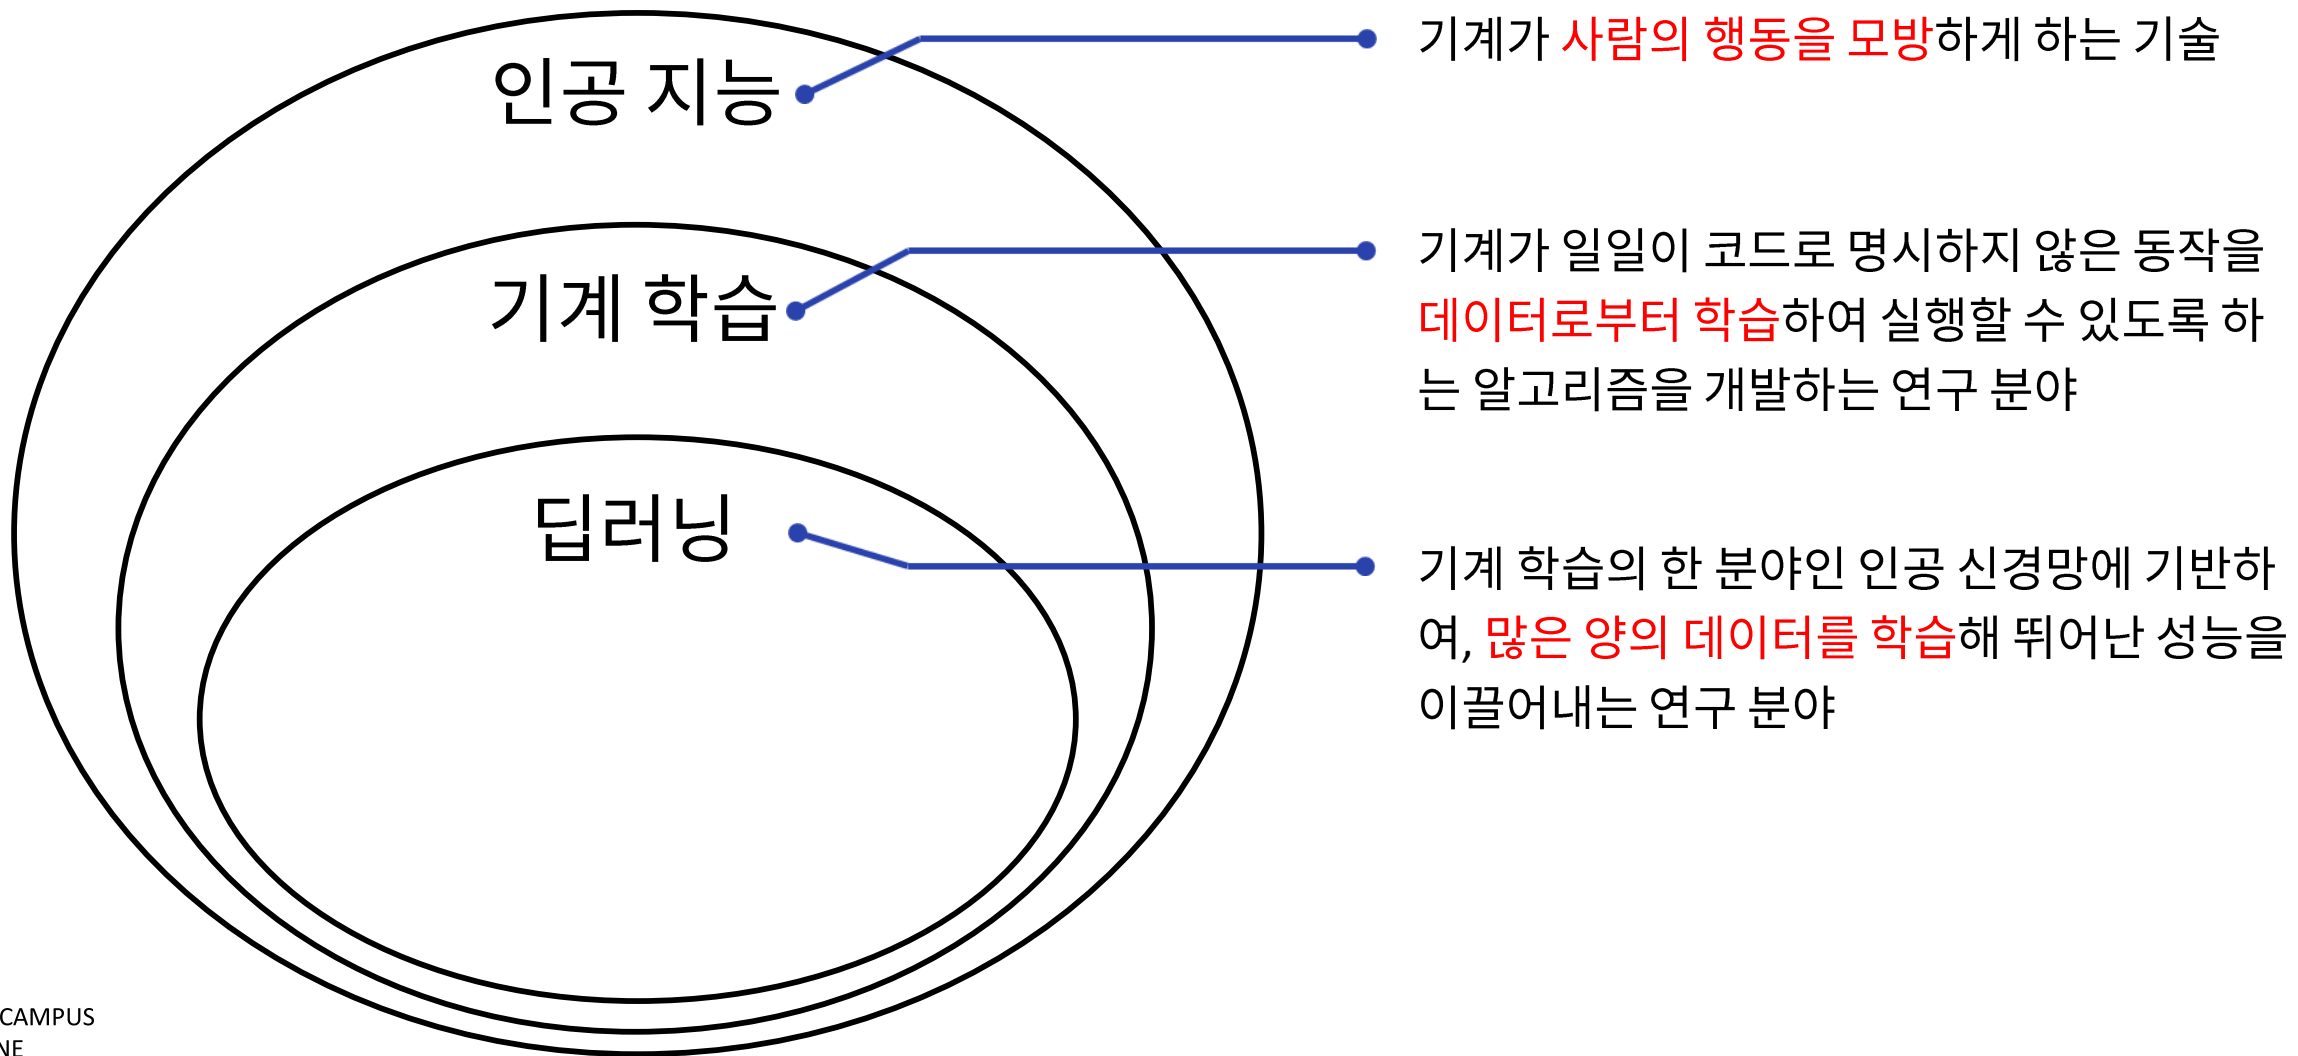 인공 지능
기계가 사람의 행동을 모방하게 하는 기술
기계 학습
기계가 일일이 코드로 명시하지 않은 동작을
데이터로부터 학습하여 실행할 수 있도록 하
는 알고리즘을 개발하는 연구 분야
딥러닝
기계 학습의 한 분야인 인공 신경망에 기반하
여, 많은 양의 데이터를 학습해 뛰어난 성능을
이끌어내는 연구 분야
CAMPUS
NE